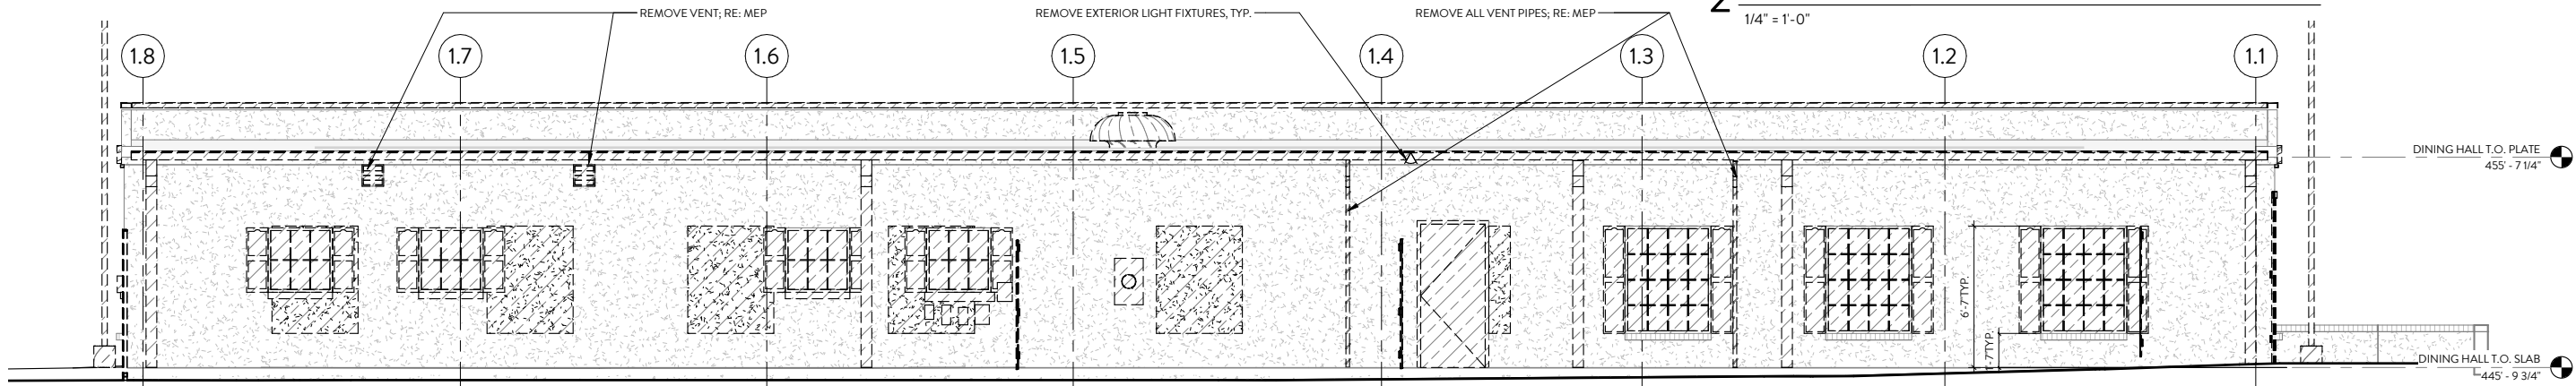 2
1/4" = 1'-0"
REMOVE VENT; RE: MEP
REMOVE EXTERIOR LIGHT FIXTURES, TYP.
REMOVE ALL VENT PIPES; RE: MEP
1.8
1.7
1.6
1.5
1.4
1.3
1.2
1.1
DINING HALL T.O. PLATE
455' - 7 1/4"
6'-7" TYP.
1'-7" TYP.
DINING HALL T.O. SLAB
445' - 9 3/4"